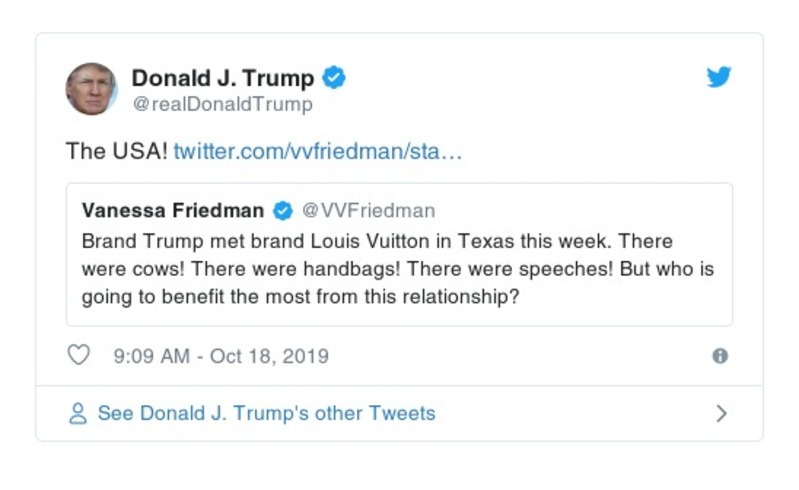 Donald J. Trump
@realDonaldTrump
The USA! twitter.com/vvfriedman/sta…
Vanessa Friedman @VVFriedman
Brand Trump met brand Louis Vuitton in Texas this week. There
were cows! There were handbags! There were speeches! But who is
going to benefit the most from this relationship?
9:09 AM - Oct 18, 2019
See Donald J. Trump's other Tweets